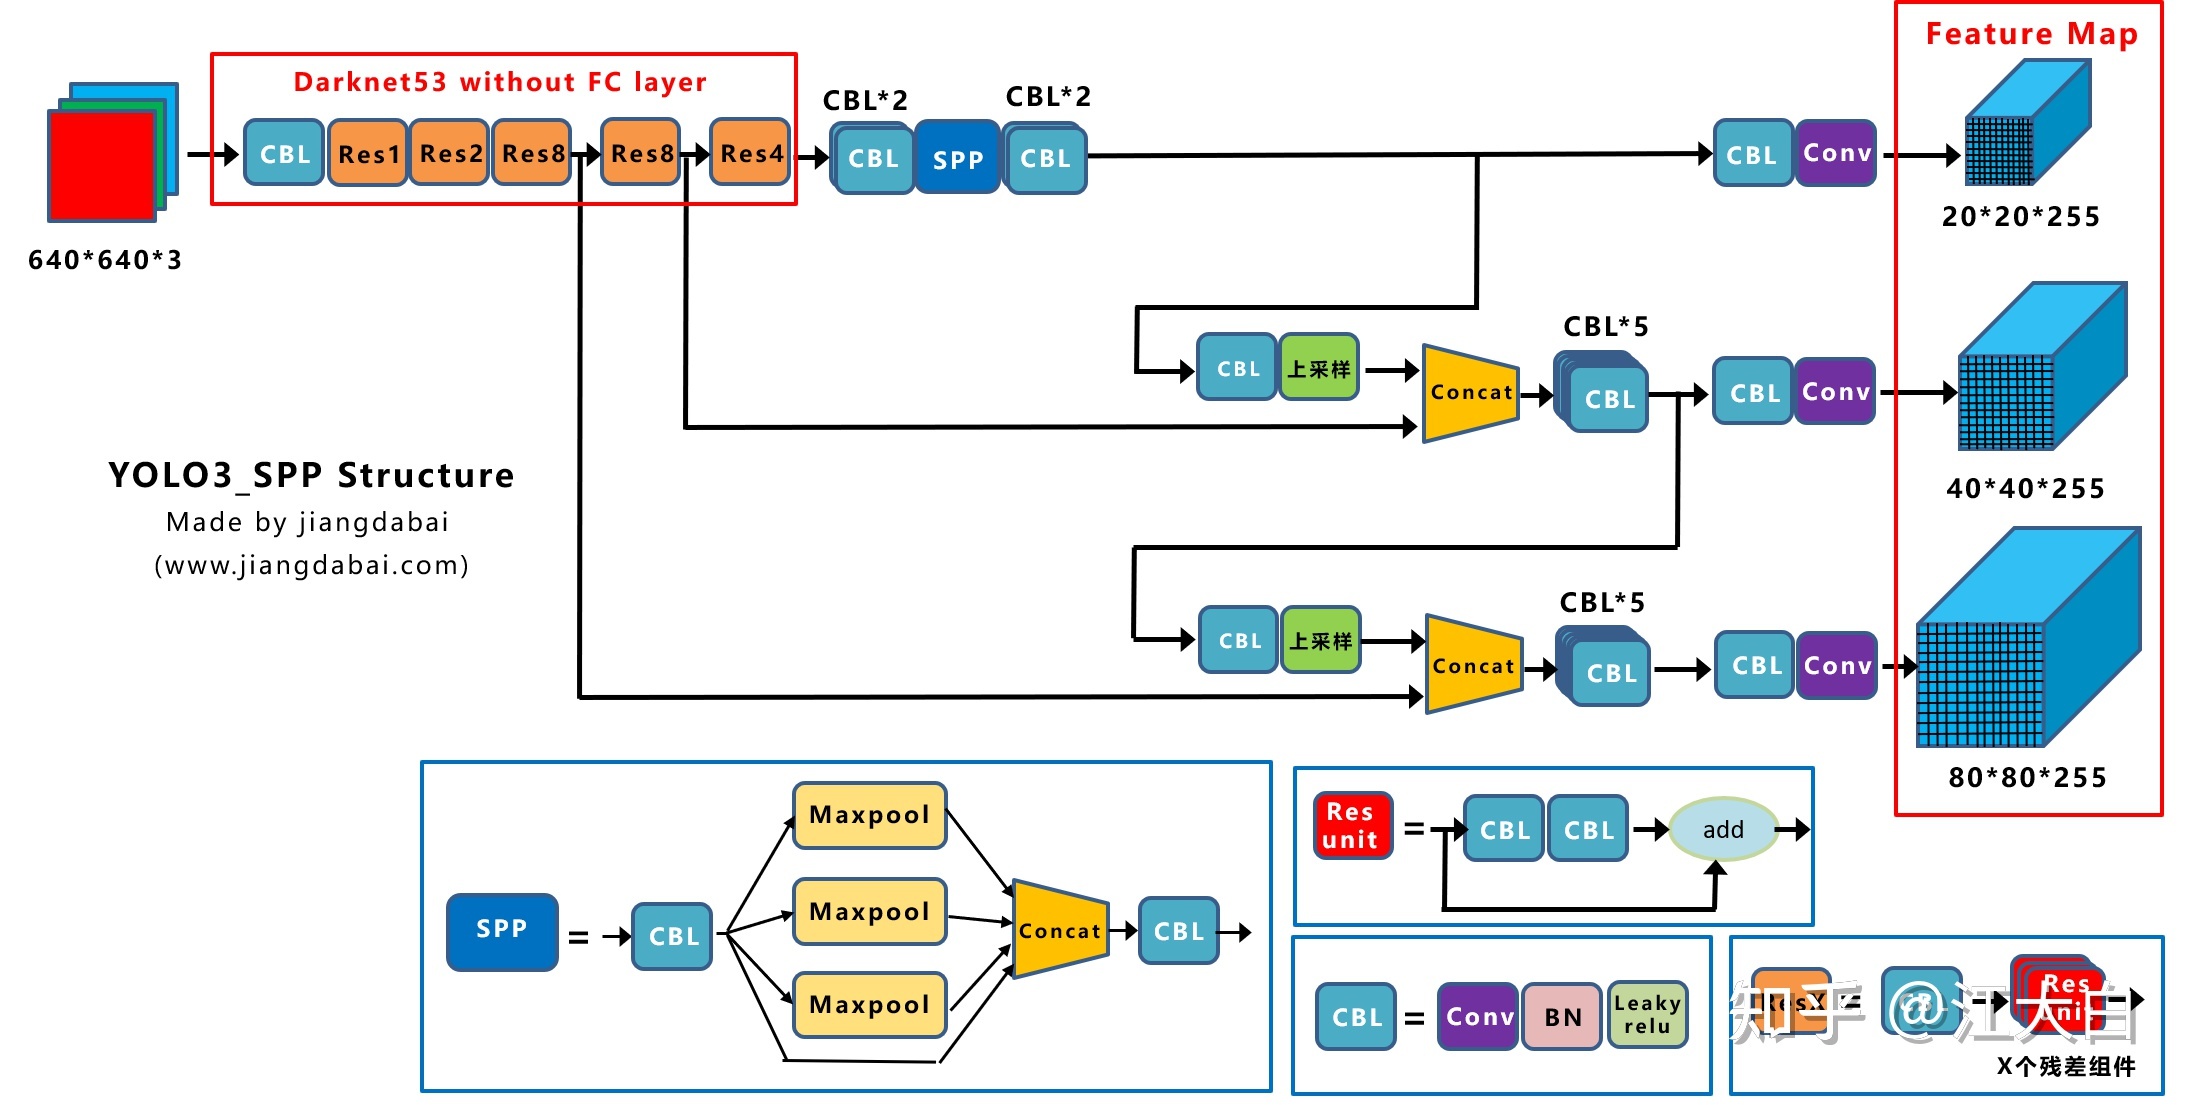 Feature Map
Darknet53 without FC layer
CBL*2
CBL*2
CBL
Res1
Res2
Res8
Res8
Res4
CBL
SPP
CBL
CBL
Conv
20*20*255
640*640*3
CBL*5
CBL
上采样
Concat
CBL
CBL
Conv
40*40*255
YOLO3_SPP Structure
Made by jiangdabai
(www.jiangdabai.com)
CBL*5
CBL
上采样
Concat
CBL
CBL
Conv
80*80*255
SPP
=
CBL
Maxpool
Maxpool
Maxpool
Concat
CBL
Res
unit
=
CBL
CBL
add
CBL
=
Conv
BN
Leaky
relu
ResX
=
CBL
Res
unit
X个残差组件
知乎 @江大白